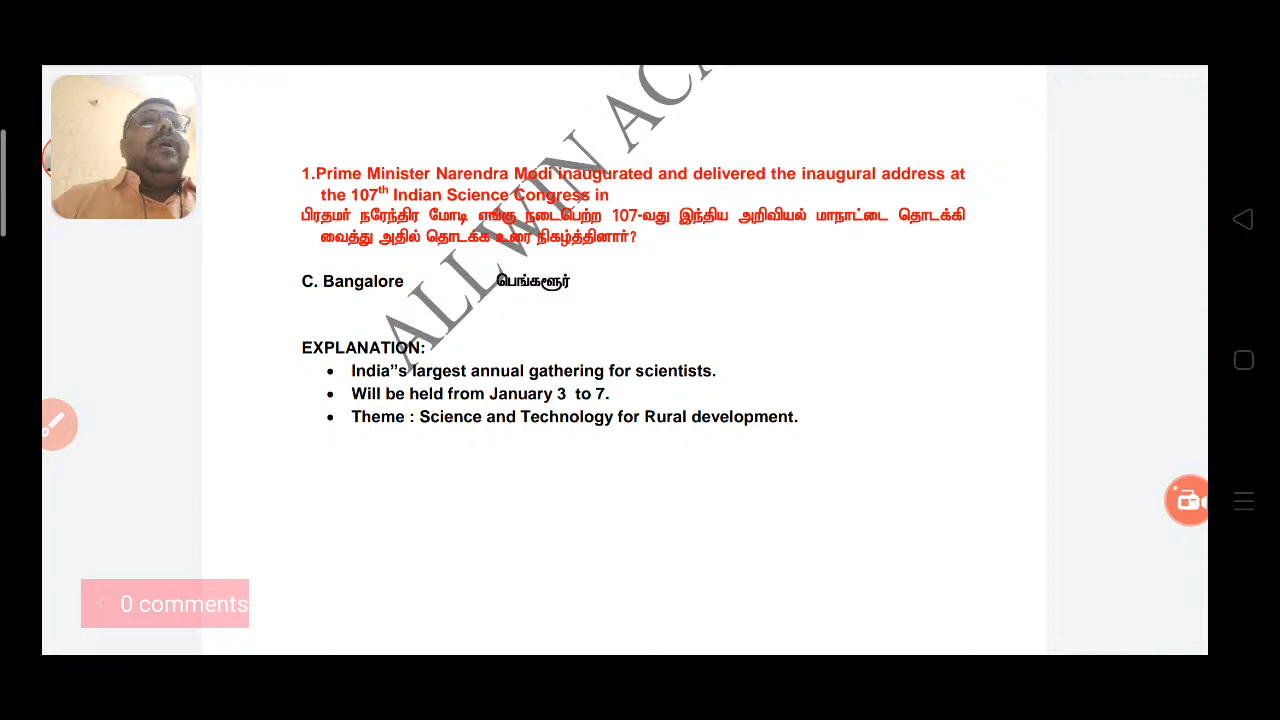 ALLWIN ACA
1.Prime Minister Narendra Modi inaugurated and delivered the inaugural address at
the 107th Indian Science Congress in
பிரதமர் நரேந்திர மோடி எங்கு நடைபெற்ற 107-வது இந்திய அறிவியல் மாநாட்டை தொடக்கி
வைத்து அதில் தொடக்க உரை நிகழ்த்தினார்?
C. Bangalore பெங்களூர்
EXPLANATION:
• India”s largest annual gathering for scientists.
• Will be held from January 3 to 7.
• Theme : Science and Technology for Rural development.
0 comments